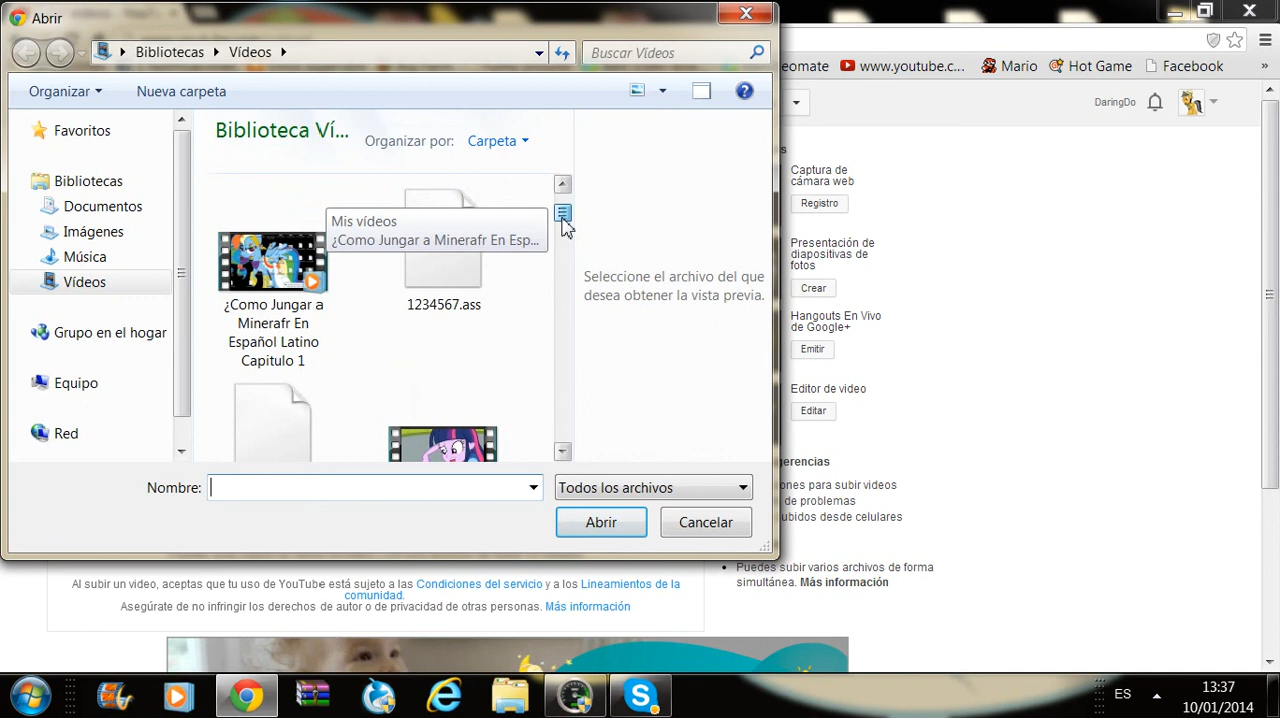 Abrir
Bibliotecas
Vídeos
Buscar Vídeos
Organizar
Nueva carpeta
Favoritos
Bibliotecas
Documentos
Imágenes
Música
Vídeos
Grupo en el hogar
Equipo
Red
Biblioteca Ví...
Organizar por:
Carpeta
Mis vídeos
¿Como Jungar a Minerafr En Esp...
¿Como Jungar a
Minerafr En
Español Latino
Capitulo 1
1234567.ass
Seleccione el archivo del que
desea obtener la vista previa.
Nombre:
Todos los archivos
Abrir
Cancelar
eomate
www.youtube.c...
Mario
Hot Game
Facebook
»
DaringDo
Captura de
cámara web
Registro
Presentación de
diapositivas de
fotos
Crear
Hangouts En Vivo
de Google+
Emitir
Editor de video
Editar
gerencias
iones para subir videos
de problemas
ubidos desde celulares
Puedes subir varios archivos de forma
simultánea. Más información
Al subir un video, aceptas que tu uso de YouTube está sujeto a las Condiciones del servicio y a los Lineamientos de la
comunidad.
Asegúrate de no infringir los derechos de autor o de privacidad de otras personas. Más información
ES
13:37
10/01/2014